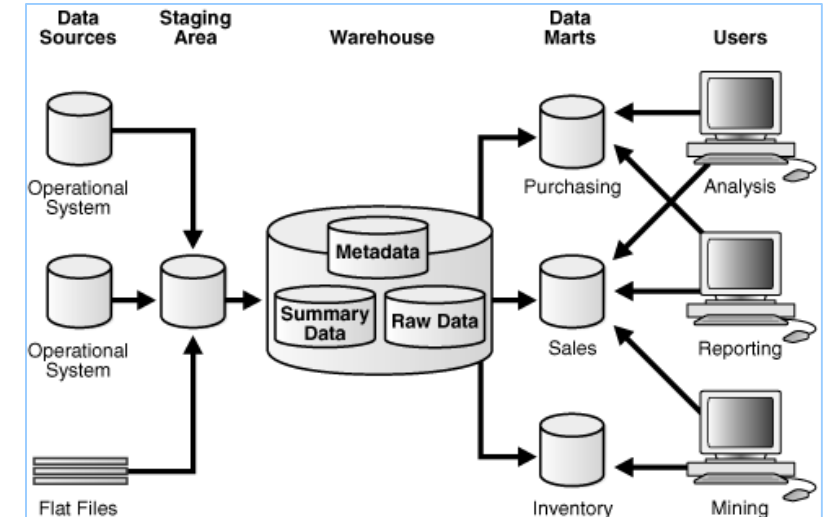 Data
Sources
Staging
Area
Warehouse
Data
Marts
Users
Operational
System
Purchasing
Analysis
Metadata
Summary
Data
Raw Data
Operational
System
Sales
Reporting
Flat Files
Inventory
Mining